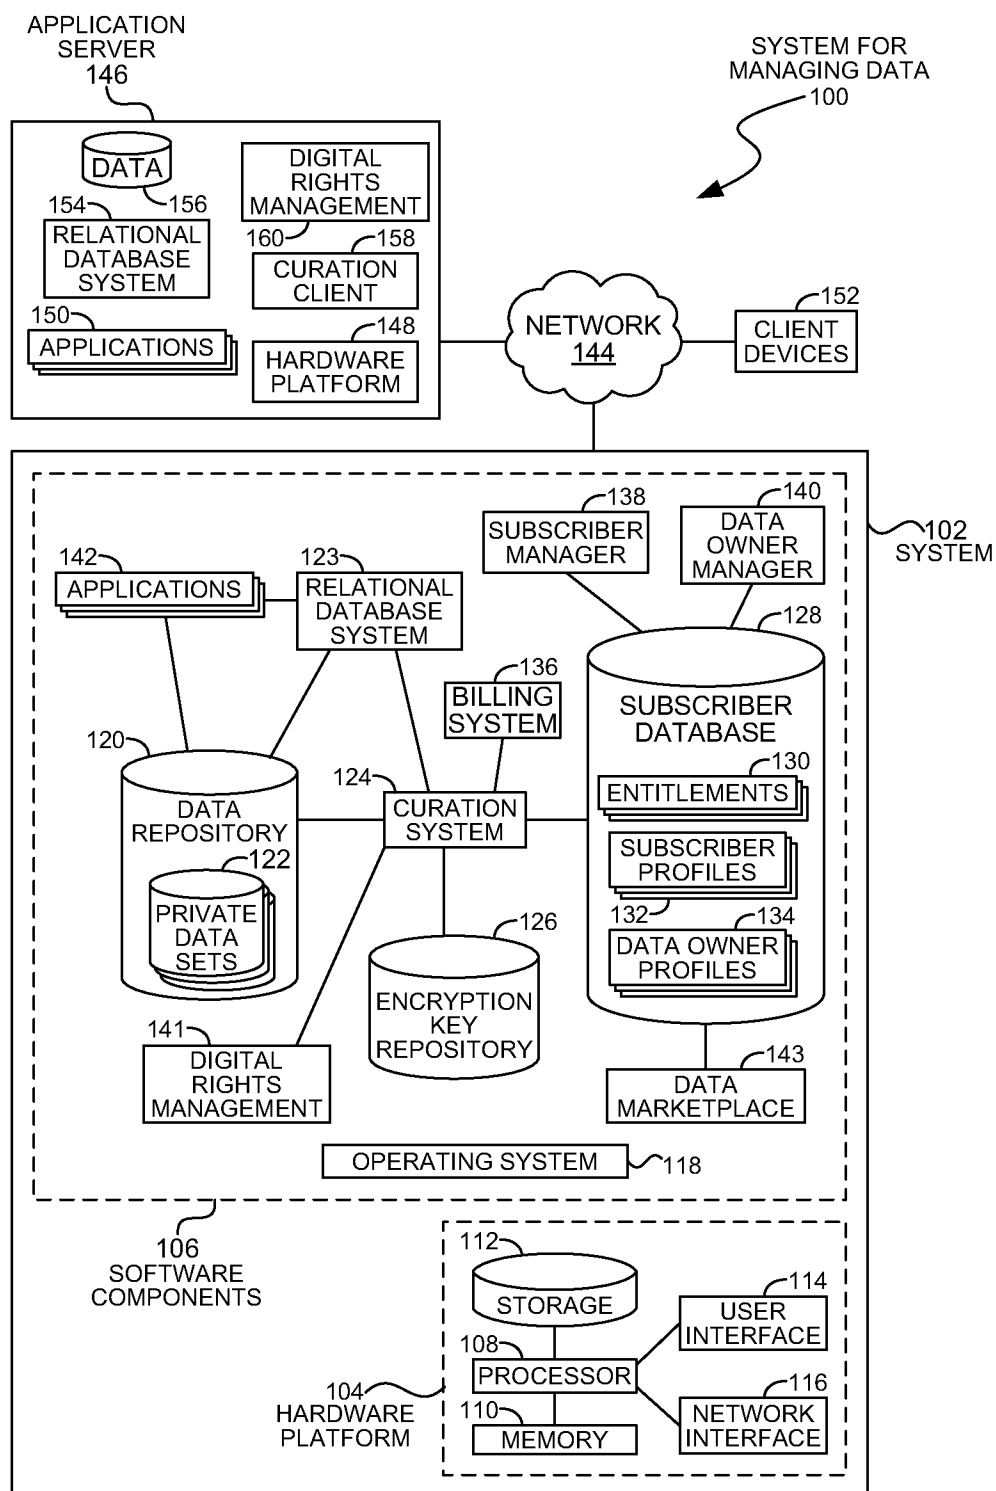 APPLICATION
SERVER
146
SYSTEM FOR
MANAGING DATA
100
DATA
156
154
RELATIONAL
DATABASE
SYSTEM
150
APPLICATIONS
DIGITAL
RIGHTS
MANAGEMENT
160
158
CURATION
CLIENT
148
HARDWARE
PLATFORM
NETWORK
144
152
CLIENT
DEVICES
102
SYSTEM
138
SUBSCRIBER
MANAGER
140
DATA
OWNER
MANAGER
142
APPLICATIONS
123
RELATIONAL
DATABASE
SYSTEM
128
SUBSCRIBER
DATABASE
136
BILLING
SYSTEM
120
DATA
REPOSITORY
122
PRIVATE
DATA
SETS
124
CURATION
SYSTEM
130
ENTITLEMENTS
SUBSCRIBER
PROFILES
132
134
DATA OWNER
PROFILES
126
ENCRYPTION
KEY
REPOSITORY
141
DIGITAL
RIGHTS
MANAGEMENT
143
DATA
MARKETPLACE
OPERATING SYSTEM
118
106
SOFTWARE
COMPONENTS
112
STORAGE
114
USER
INTERFACE
108
PROCESSOR
104
HARDWARE
PLATFORM
110
MEMORY
116
NETWORK
INTERFACE